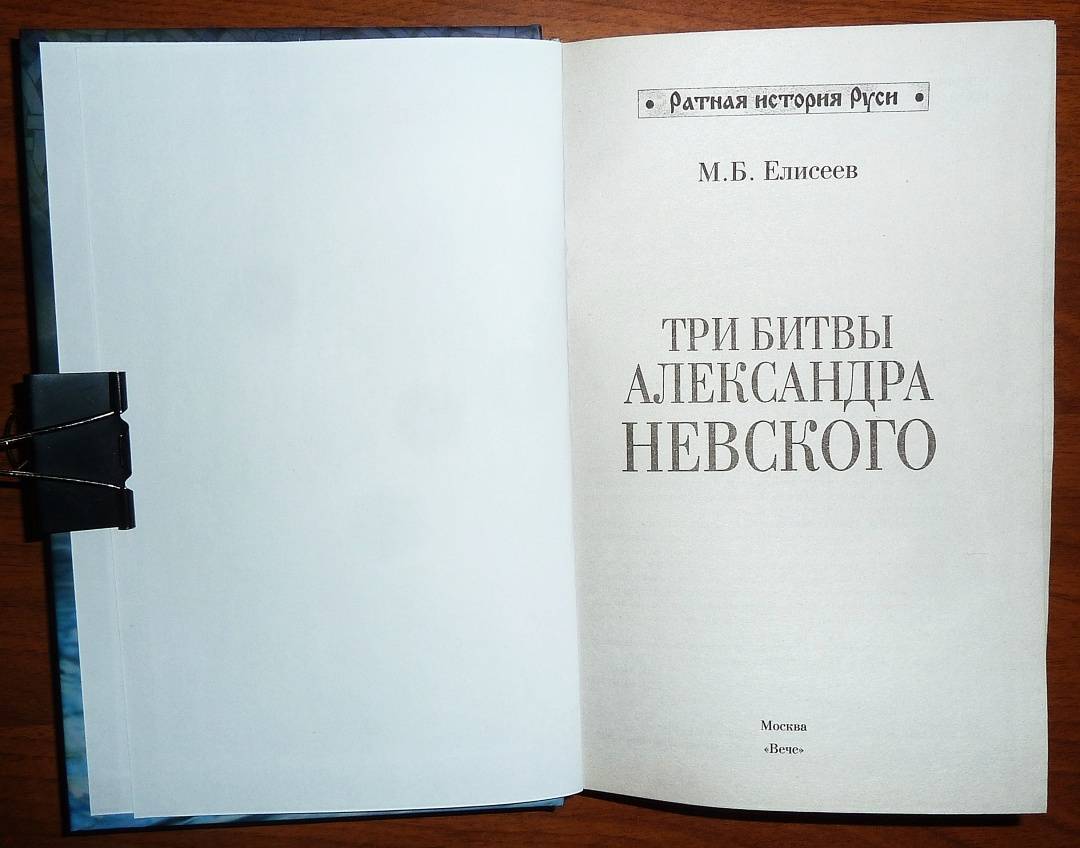 • Ратная история Руси •
М.Б. Елисеев
ТРИ БИТВЫ
АЛЕКСАНДРА
НЕВСКОГО
Москва
«Вече»